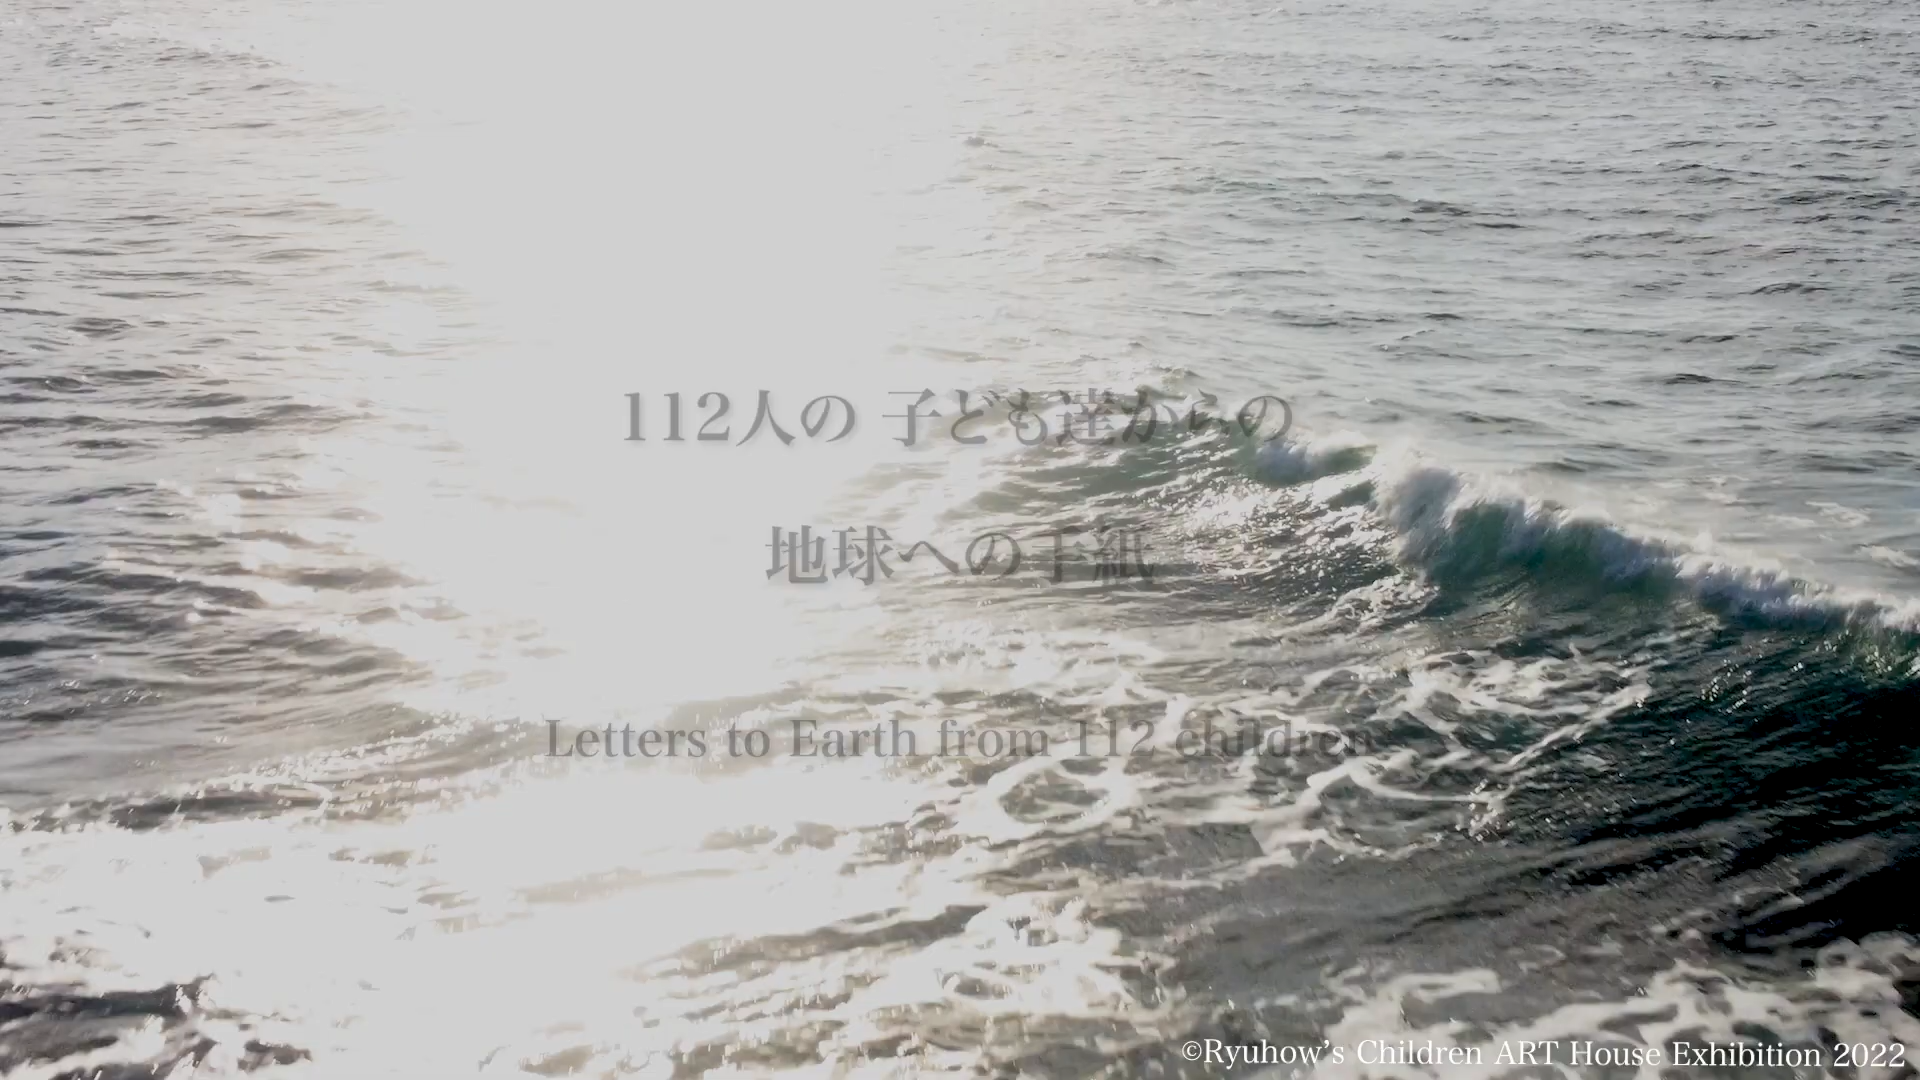 112人の 子ども達からの
地球への手紙
Letters to Earth from 112 children
©Ryuhow’s Children ART House Exhibition 2022